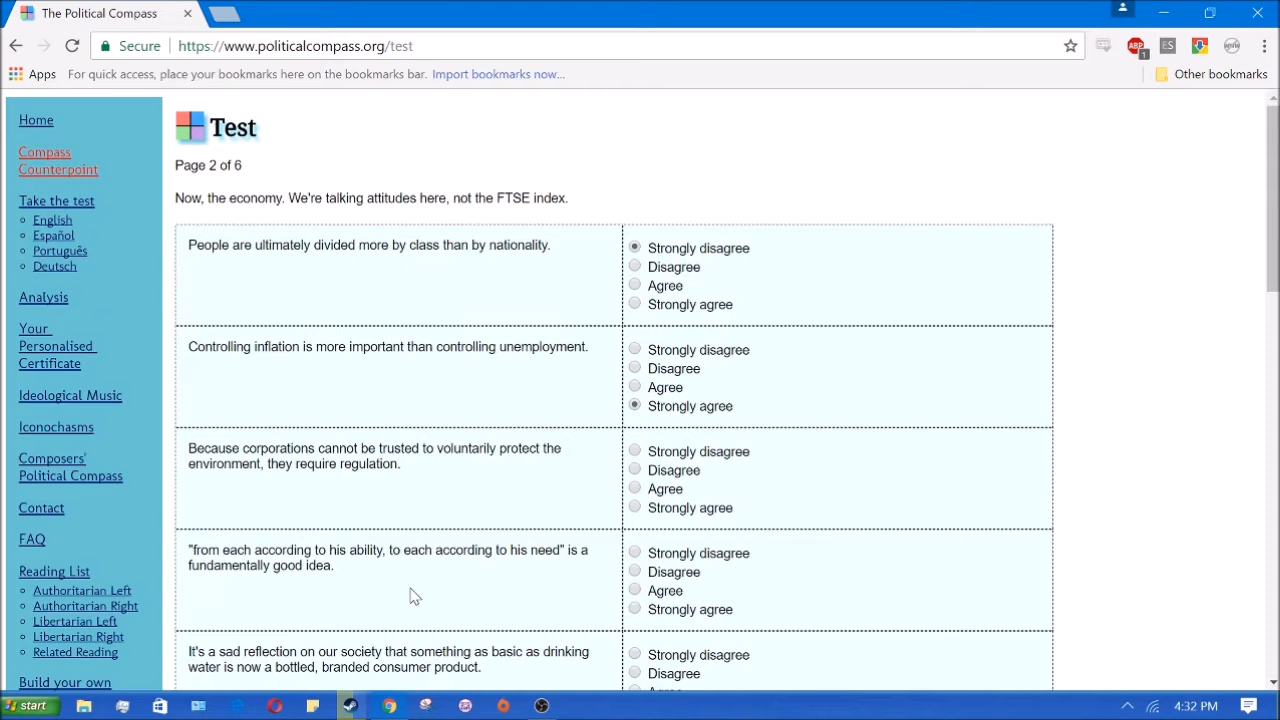 The Political Compass
Secure
https://www.politicalcompass.org/test
ABP
1
ES
Apps
For quick access, place your bookmarks here on the bookmarks bar. Import bookmarks now...
Other bookmarks
Home
Compass
Counterpoint
Take the test
English
Español
Português
Deutsch
Analysis
Your
Personalised
Certificate
Ideological Music
Iconochasms
Composers'
Political Compass
Contact
FAQ
Reading List
Authoritarian Left
Authoritarian Right
Libertarian Left
Libertarian Right
Related Reading
Build your own
Test
Page 2 of 6
Now, the economy. We're talking attitudes here, not the FTSE index.
People are ultimately divided more by class than by nationality.
Strongly disagree
Disagree
Agree
Strongly agree
Controlling inflation is more important than controlling unemployment.
Strongly disagree
Disagree
Agree
Strongly agree
Because corporations cannot be trusted to voluntarily protect the
environment, they require regulation.
Strongly disagree
Disagree
Agree
Strongly agree
"from each according to his ability, to each according to his need" is a
fundamentally good idea.
Strongly disagree
Disagree
Agree
Strongly agree
It's a sad reflection on our society that something as basic as drinking
water is now a bottled, branded consumer product.
Strongly disagree
Disagree
Agree
start
4:32 PM